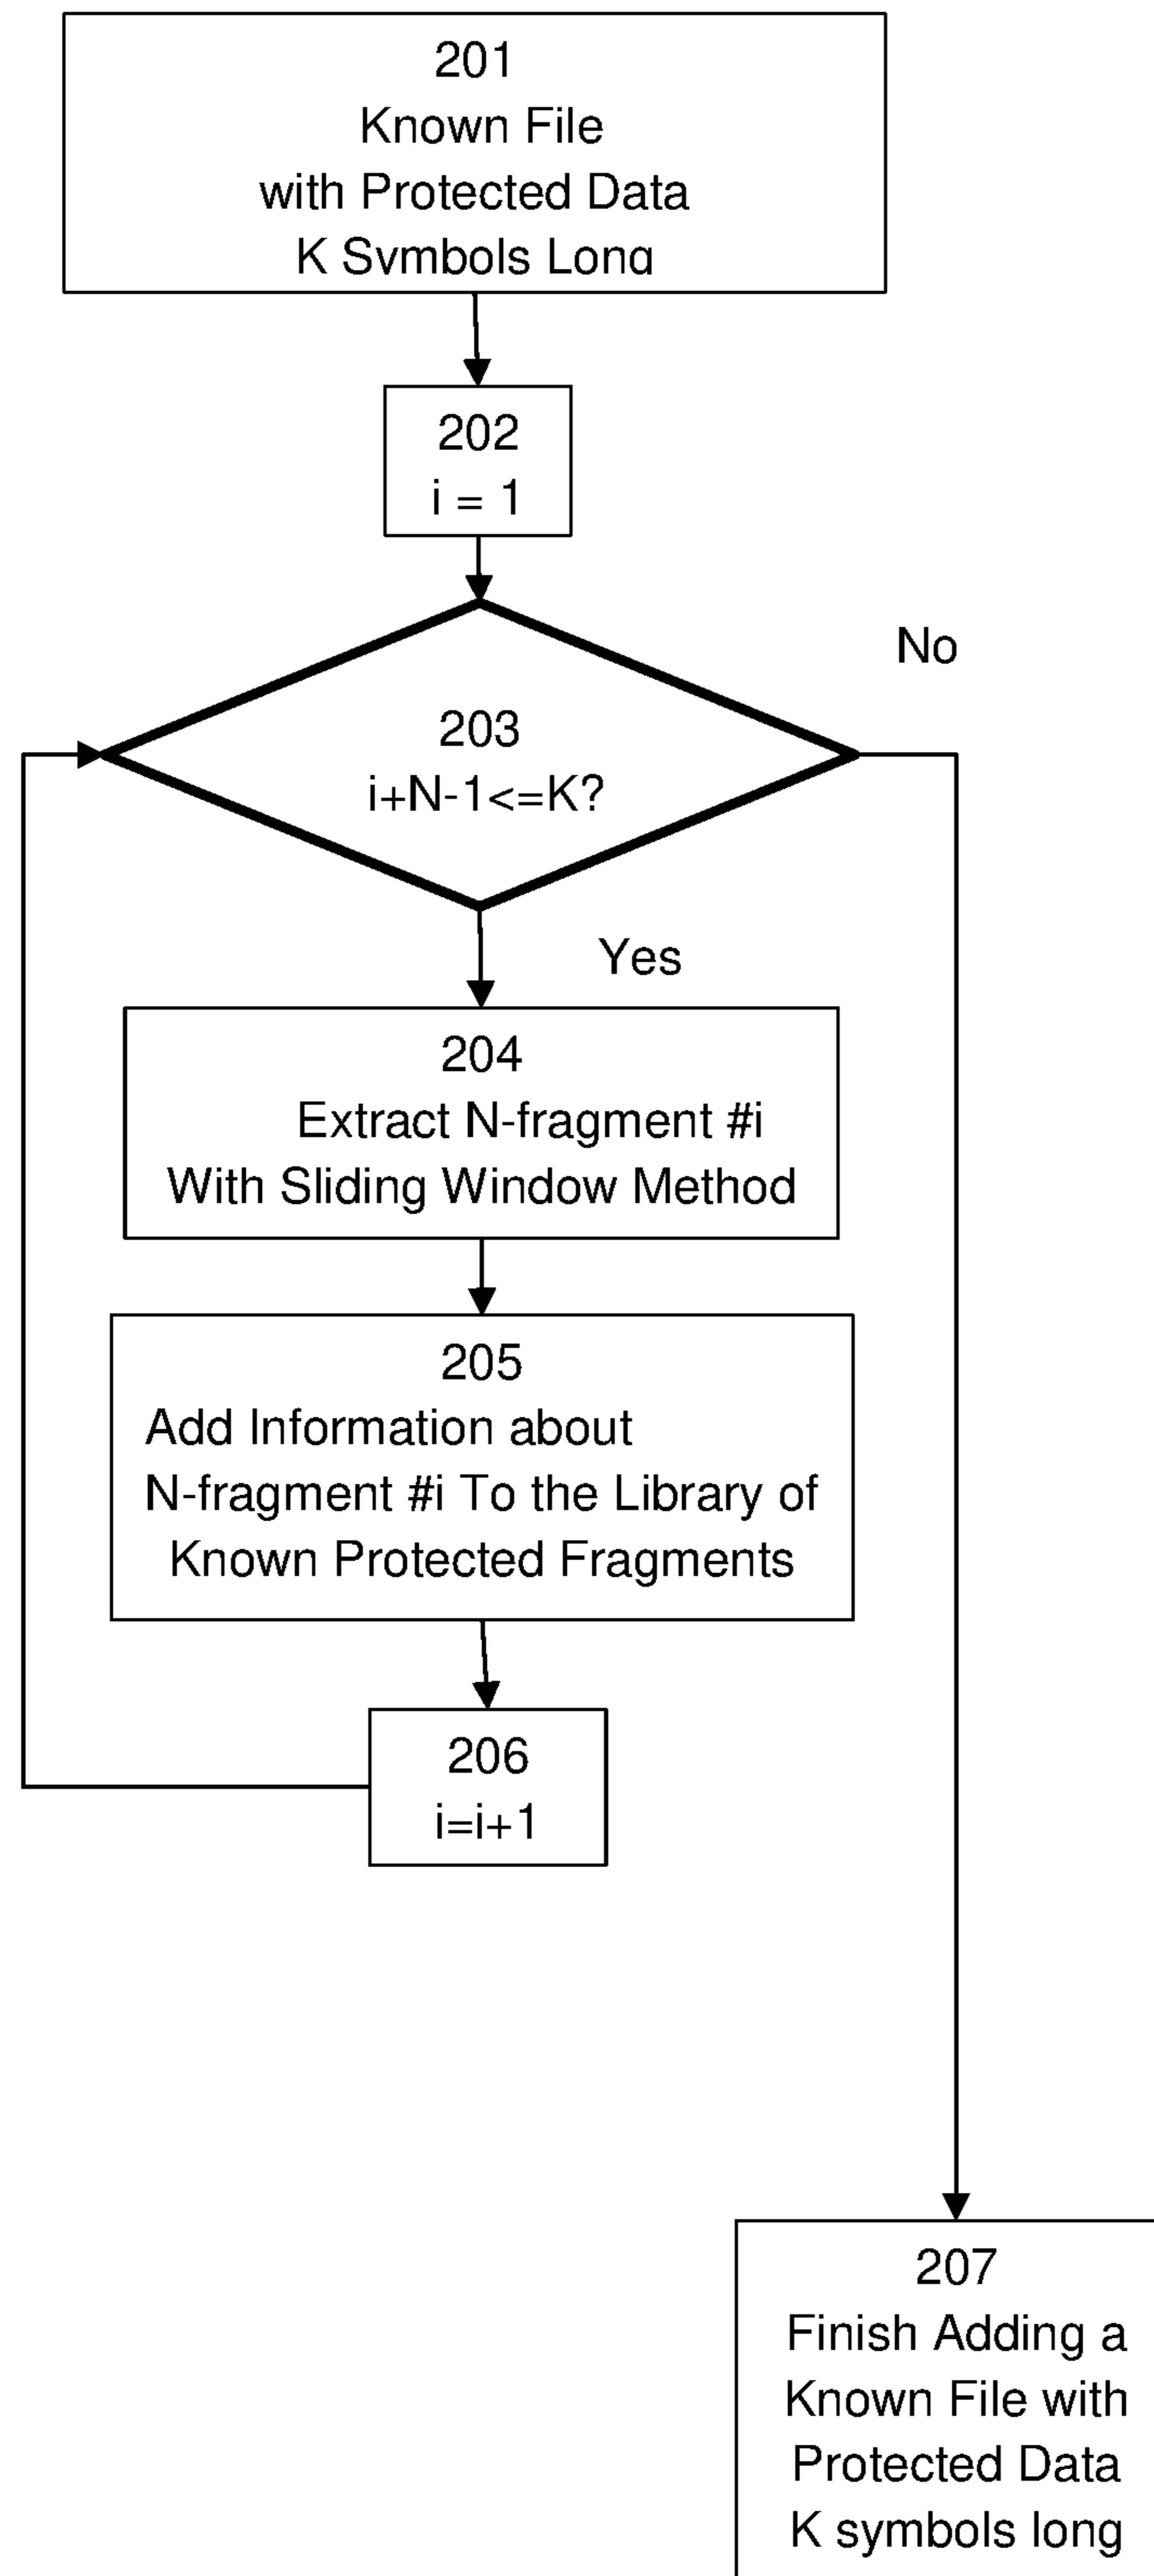 201
Known File
with Protected Data
K Symbols Long
202
i = 1
No
203
i+N-1<=K?
Yes
204
Extract N-fragment #i
With Sliding Window Method
205
Add Information about
N-fragment #i To the Library of
Known Protected Fragments
206
i=i+1
207
Finish Adding a
Known File with
Protected Data
K symbols long